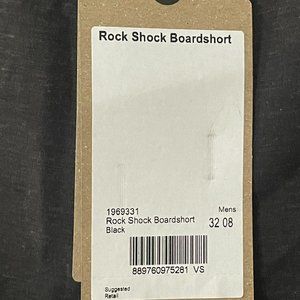 Rock Shock Boardshort
1969331
Mens
Rock Shock Boardshort
32 08
Black
889760975281 VS
Suggested
Retail